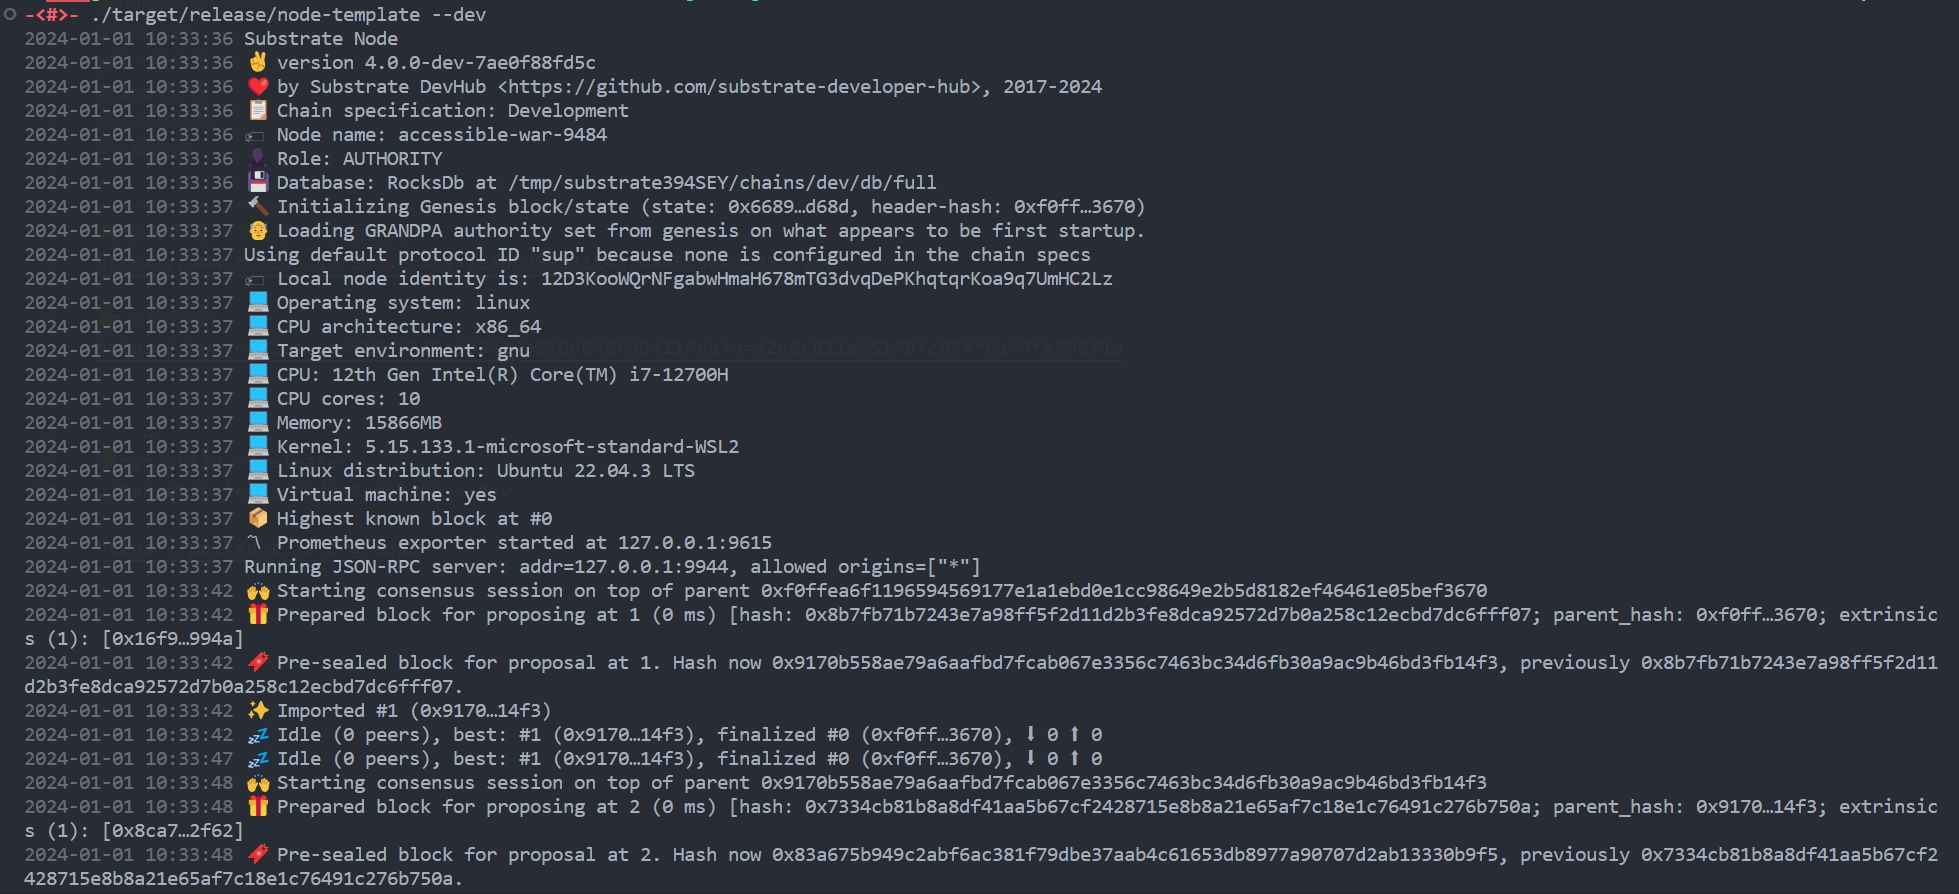 -<#>- ./target/release/node-template --dev
2024-01-01 10:33:36 Substrate Node
2024-01-01 10:33:36 ✌️ version 4.0.0-dev-7ae0f88fd5c
2024-01-01 10:33:36 ❤️ by Substrate DevHub <https://github.com/substrate-developer-hub>, 2017-2024
2024-01-01 10:33:36 📋 Chain specification: Development
2024-01-01 10:33:36 🏷 Node name: accessible-war-9484
2024-01-01 10:33:36 👤 Role: AUTHORITY
2024-01-01 10:33:36 💾 Database: RocksDb at /tmp/substrate394SEY/chains/dev/db/full
2024-01-01 10:33:37 🔨 Initializing Genesis block/state (state: 0x6689…d68d, header-hash: 0xf0ff…3670)
2024-01-01 10:33:37 👴 Loading GRANDPA authority set from genesis on what appears to be first startup.
2024-01-01 10:33:37 Using default protocol ID "sup" because none is configured in the chain specs
2024-01-01 10:33:37 🏷 Local node identity is: 12D3KooWQrNFgabwHmaH678mTG3dvqDePKhqtqrKoa9q7UmHC2Lz
2024-01-01 10:33:37 💻 Operating system: linux
2024-01-01 10:33:37 💻 CPU architecture: x86_64
2024-01-01 10:33:37 💻 Target environment: gnu
2024-01-01 10:33:37 💻 CPU: 12th Gen Intel(R) Core(TM) i7-12700H
2024-01-01 10:33:37 💻 CPU cores: 10
2024-01-01 10:33:37 💻 Memory: 15866MB
2024-01-01 10:33:37 💻 Kernel: 5.15.133.1-microsoft-standard-WSL2
2024-01-01 10:33:37 💻 Linux distribution: Ubuntu 22.04.3 LTS
2024-01-01 10:33:37 💻 Virtual machine: yes
2024-01-01 10:33:37 📦 Highest known block at #0
2024-01-01 10:33:37 〽 Prometheus exporter started at 127.0.0.1:9615
2024-01-01 10:33:37 Running JSON-RPC server: addr=127.0.0.1:9944, allowed origins=["*"]
2024-01-01 10:33:42 🙌 Starting consensus session on top of parent 0xf0ffea6f1196594569177e1a1ebd0e1cc98649e2b5d8182ef46461e05bef3670
2024-01-01 10:33:42 🎁 Prepared block for proposing at 1 (0 ms) [hash: 0x8b7fb71b7243e7a98ff5f2d11d2b3fe8dca92572d7b0a258c12ecbd7dc6fff07; parent_hash: 0xf0ff…3670; extrinsic
s (1): [0x16f9…994a]
2024-01-01 10:33:42 🔖 Pre-sealed block for proposal at 1. Hash now 0x9170b558ae79a6aafbd7fcab067e3356c7463bc34d6fb30a9ac9b46bd3fb14f3, previously 0x8b7fb71b7243e7a98ff5f2d11
d2b3fe8dca92572d7b0a258c12ecbd7dc6fff07.
2024-01-01 10:33:42 ✨ Imported #1 (0x9170…14f3)
2024-01-01 10:33:42 💤 Idle (0 peers), best: #1 (0x9170…14f3), finalized #0 (0xf0ff…3670), ⬇ 0 ⬆ 0
2024-01-01 10:33:47 💤 Idle (0 peers), best: #1 (0x9170…14f3), finalized #0 (0xf0ff…3670), ⬇ 0 ⬆ 0
2024-01-01 10:33:48 🙌 Starting consensus session on top of parent 0x9170b558ae79a6aafbd7fcab067e3356c7463bc34d6fb30a9ac9b46bd3fb14f3
2024-01-01 10:33:48 🎁 Prepared block for proposing at 2 (0 ms) [hash: 0x7334cb81b8a8df41aa5b67cf2428715e8b8a21e65af7c18e1c76491c276b750a; parent_hash: 0x9170…14f3; extrinsic
s (1): [0x8ca7…2f62]
2024-01-01 10:33:48 🔖 Pre-sealed block for proposal at 2. Hash now 0x83a675b949c2abf6ac381f79dbe37aab4c61653db8977a90707d2ab13330b9f5, previously 0x7334cb81b8a8df41aa5b67cf2
428715e8b8a21e65af7c18e1c76491c276b750a.